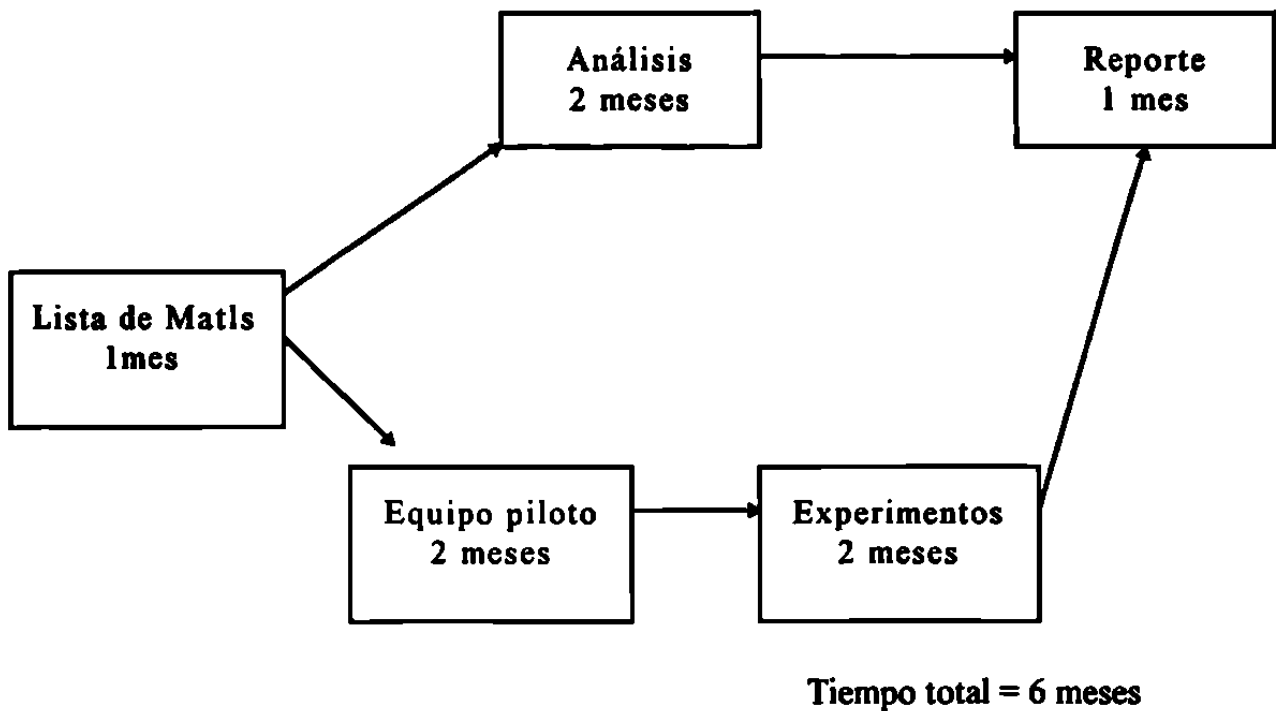 Análisis
2 meses
Reporte
1 mes
Lista de Matls
1mes
Equipo piloto
2 meses
Experimentos
2 meses
Tiempo total = 6 meses